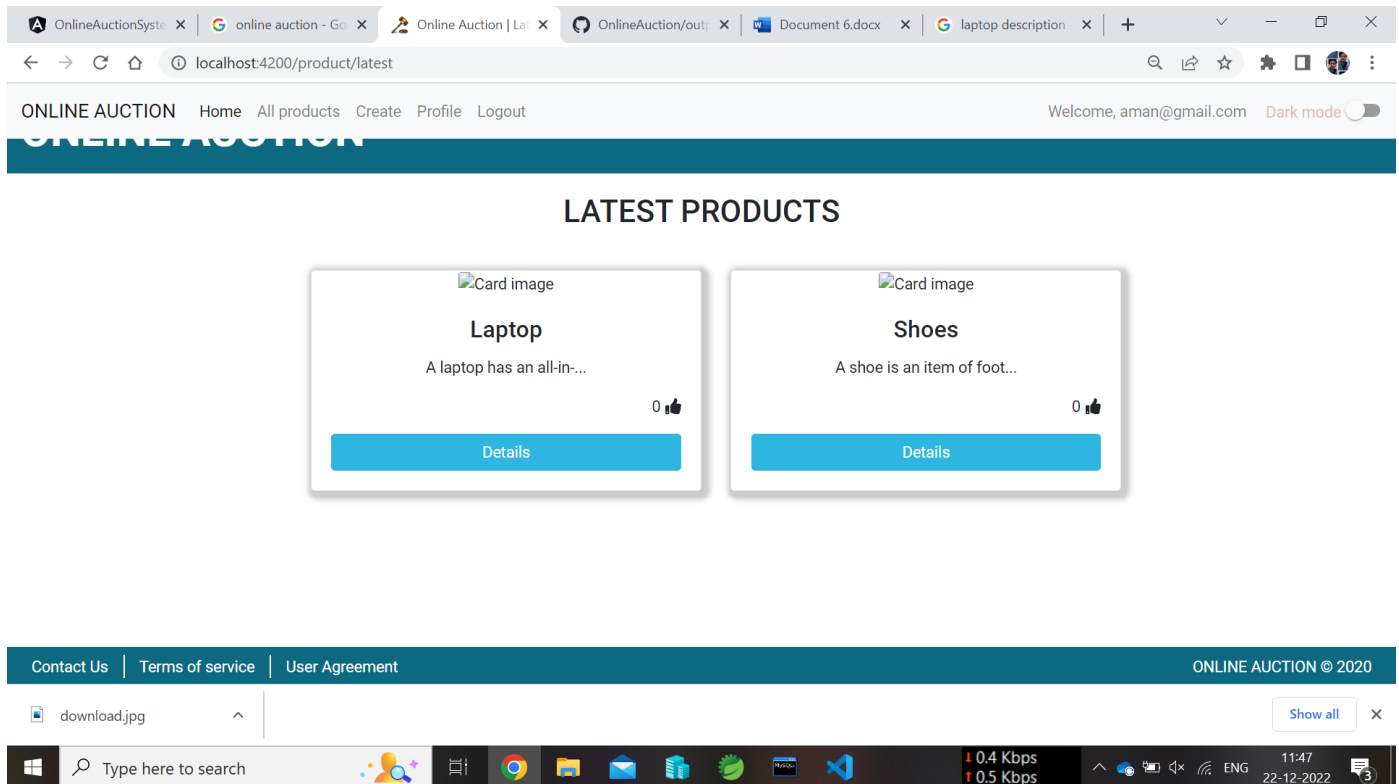 OnlineAuctionSyste
online auction - Go
Online Auction | La
OnlineAuction/outp
Document 6.docx
laptop description -
localhost:4200/product/latest
ONLINE AUCTION Home All products Create Profile Logout Welcome, aman@gmail.com Dark mode
ONLINE AUCTION
LATEST PRODUCTS
Card image
Laptop
A laptop has an all-in-...
0
Details
Card image
Shoes
A shoe is an item of foot...
0
Details
Contact Us Terms of service User Agreement ONLINE AUCTION © 2020
download.jpg Show all
Type here to search
MySQL
0.4 Kbps
0.5 Kbps
ENG
11:47
22-12-2022
3